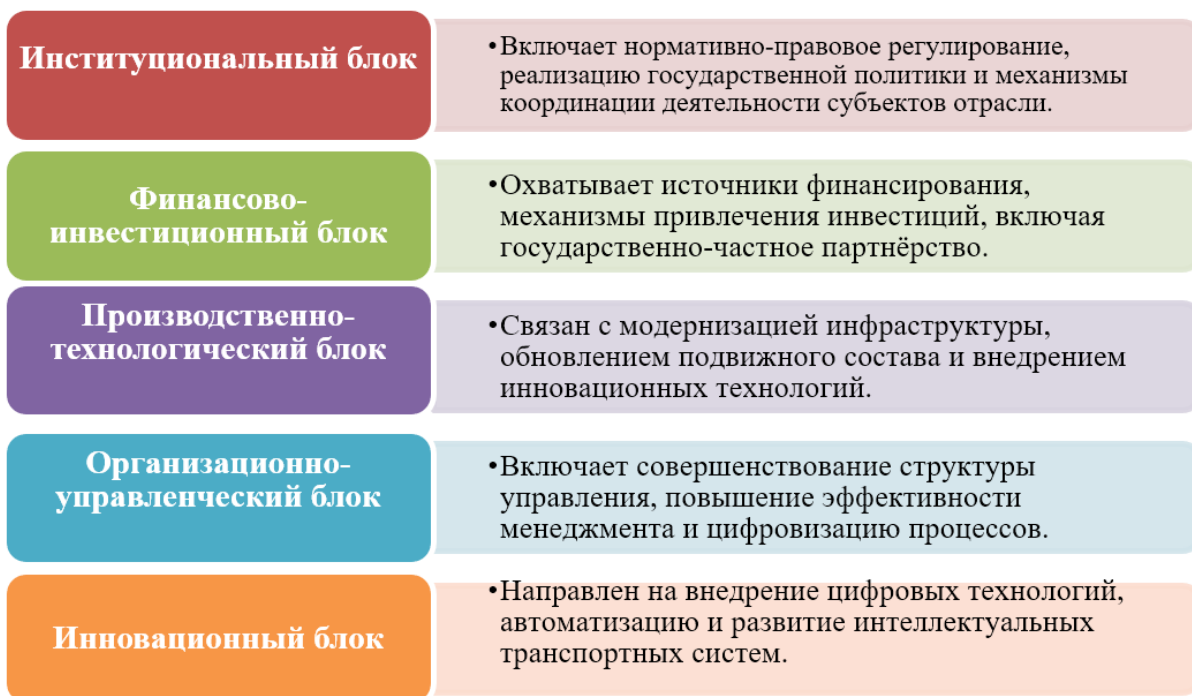 Институциональный блок
•Включает нормативно-правовое регулирование,
реализацию государственной политики и механизмы
координации деятельности субъектов отрасли.
Финансово-
инвестиционный блок
•Охватывает источники финансирования,
механизмы привлечения инвестиций, включая
государственно-частное партнёрство.
Производственно-
технологический блок
•Связан с модернизацией инфраструктуры,
обновлением подвижного состава и внедрением
инновационных технологий.
Организационно-
управленческий блок
•Включает совершенствование структуры
управления, повышение эффективности
менеджмента и цифровизацию процессов.
Инновационный блок
•Направлен на внедрение цифровых технологий,
автоматизацию и развитие интеллектуальных
транспортных систем.